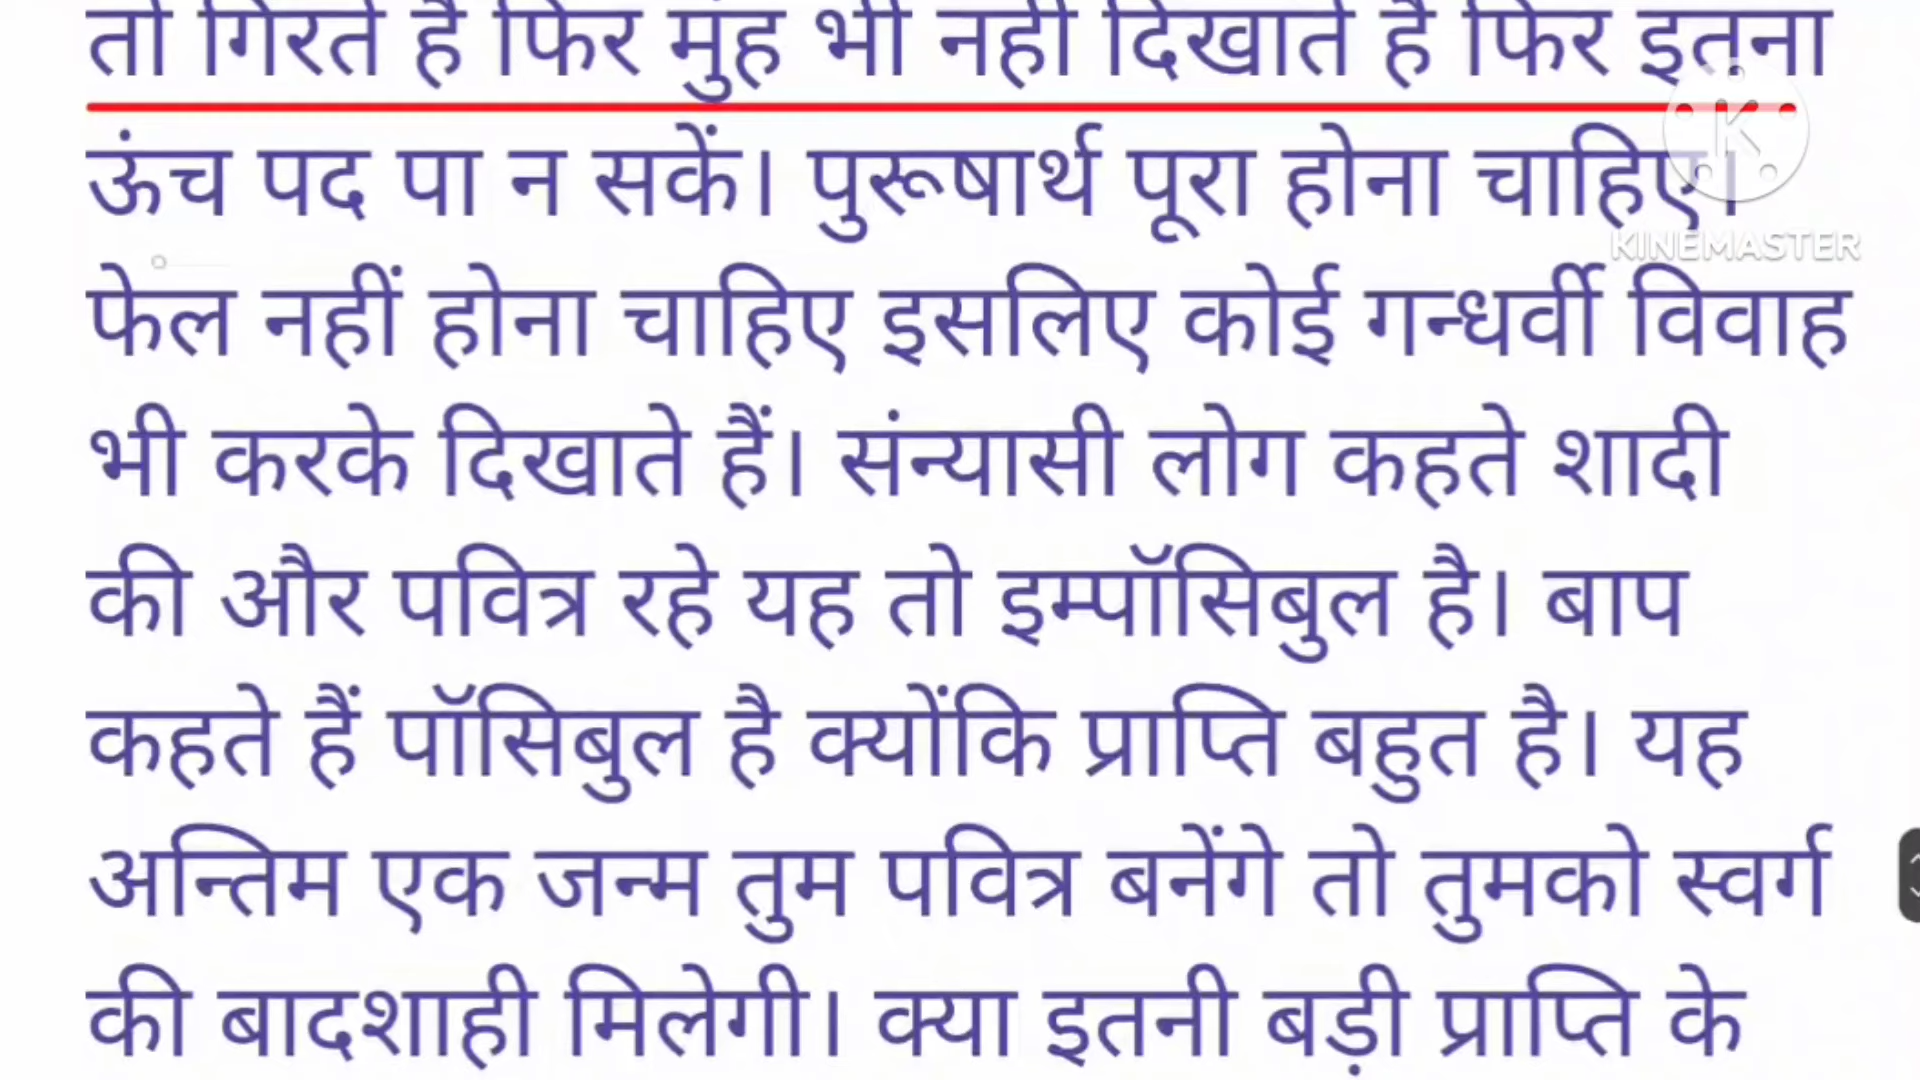 तो गिरते हैं फिर मुंह भी नहीं दिखाते हैं फिर इतना
ऊंच पद पा न सकें। पुरूषार्थ पूरा होना चाहिए।
K
KINEMASTER
फेल नहीं होना चाहिए इसलिए कोई गन्धर्वी विवाह
भी करके दिखाते हैं। संन्यासी लोग कहते शादी
की और पवित्र रहे यह तो इम्पॉसिबुल है। बाप
कहते हैं पॉसिबुल है क्योंकि प्राप्ति बहुत है। यह
अन्तिम एक जन्म तुम पवित्र बनेंगे तो तुमको स्वर्ग
की बादशाही मिलेगी। क्या इतनी बड़ी प्राप्ति के